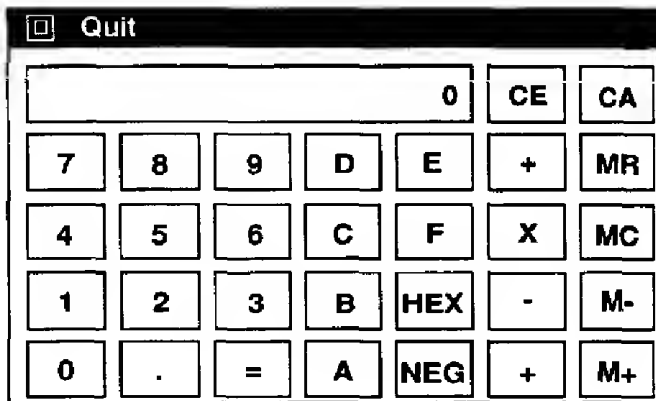 Quit
0 CE CA
7 8 9 D E + MR
4 5 6 C F X MC
1 2 3 B HEX - M-
0 . = A NEG + M+